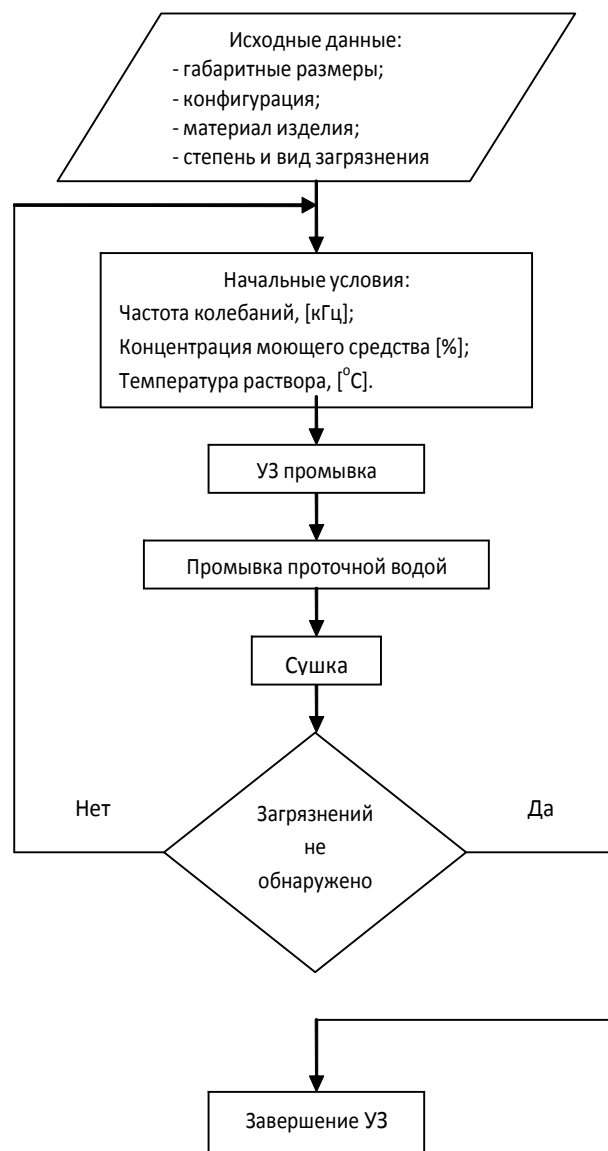 Исходные данные:
- габаритные размеры;
- конфигурация;
- материал изделия;
- степень и вид загрязнения
Начальные условия:
Частота колебаний, [кГц];
Концентрация моющего средства [%];
Температура раствора, [°С].
УЗ промывка
Промывка проточной водой
Сушка
Нет
Да
Загрязнений
не
обнаружено
Завершение УЗ